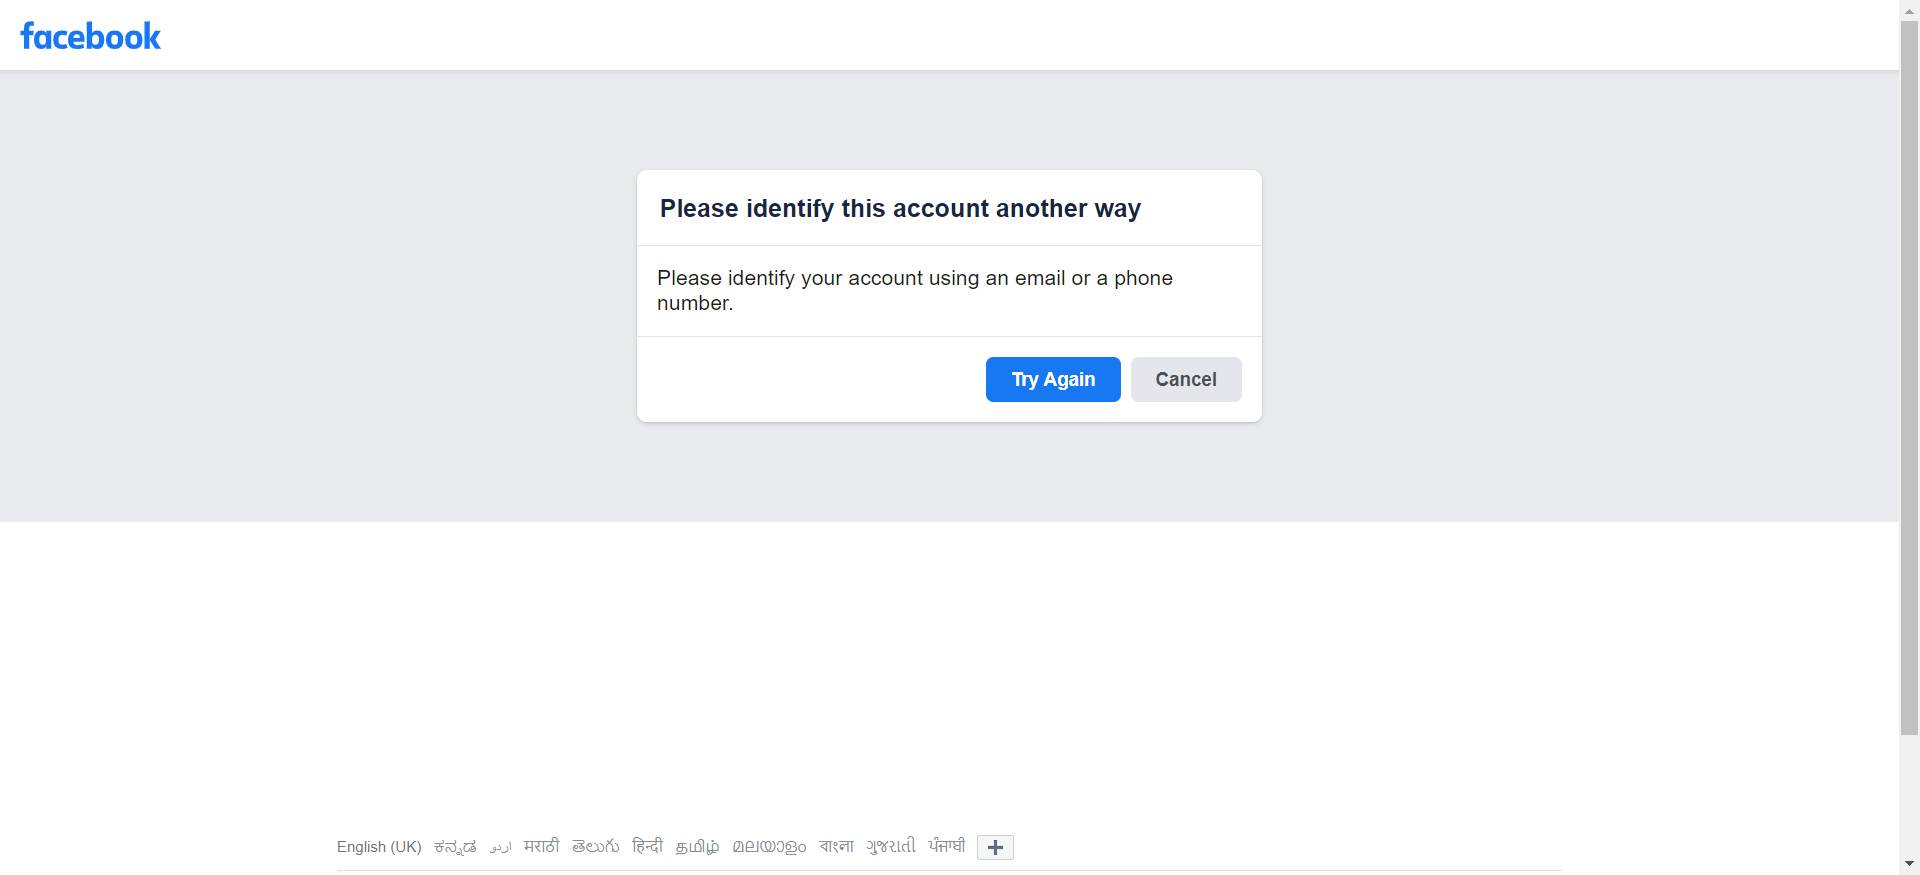 facebook
Please identify this account another way
Please identify your account using an email or a phone
number.
Try Again Cancel
English (UK) ಕನ್ನಡ اردو मराठी తెలుగు हिन्दी தமிழ் മലയാളം বাংলা ગુજરાતી ਪੰਜਾਬੀ